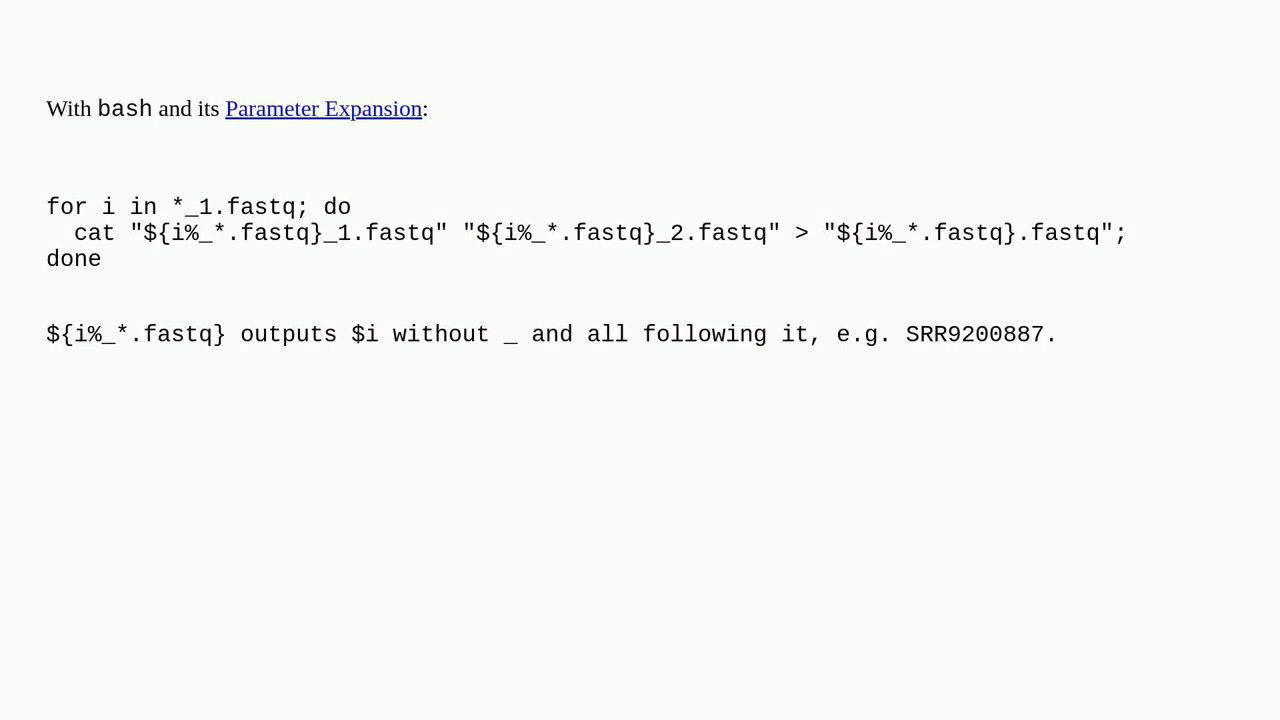 With bash and its Parameter Expansion:
for i in *_1.fastq; do
  cat "${i%_*.fastq}_1.fastq" "${i%_*.fastq}_2.fastq" > "${i%_*.fastq}.fastq";
done
${i%_*.fastq} outputs $i without _ and all following it, e.g. SRR9200887.